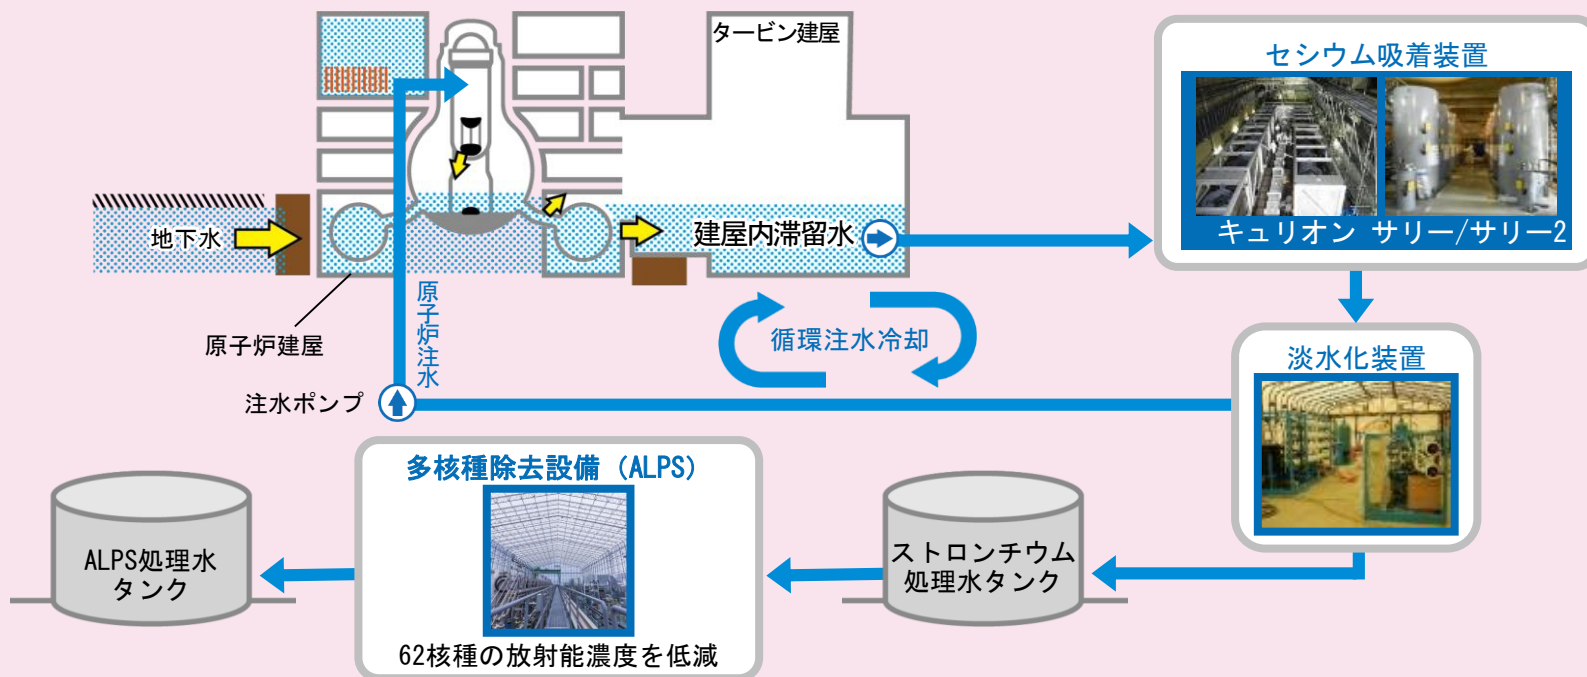 タービン建屋
セシウム吸着装置
キュリオン サリー/サリー2
地下水
建屋内滞留水
原子炉建屋
原子炉注水
循環注水冷却
淡水化装置
注水ポンプ
多核種除去設備（ALPS）
62核種の放射能濃度を低減
ALPS処理水
タンク
ストロンチウム
処理水タンク